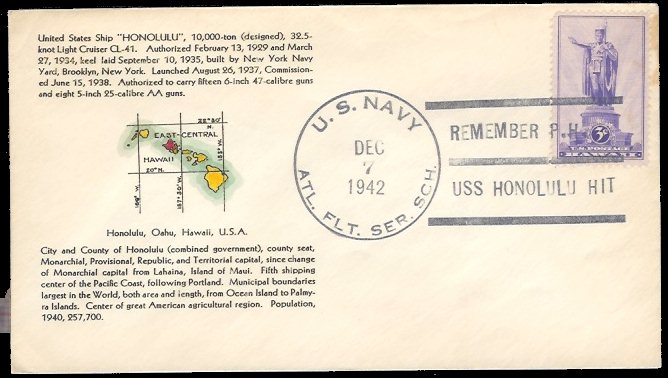 United States Ship "HONOLULU", 10,000-ton (designed), 32.5-
knot Light Cruiser CL-41. Authorized February 13, 1929 and March
27, 1934, keel laid September 10, 1935, built by New York Navy
Yard, Brooklyn, New York. Launched August 26, 1937, Commission-
ed June 15, 1938. Authorized to carry fifteen 6-inch 47-calibre guns
and eight 5-inch 25-calibre AA guns.
22°30'
N.
EAST-CENTRAL
HAWAII
155°W.
20°N.
157°30'W.
Honolulu, Oahu, Hawaii, U.S.A.
City and County of Honolulu (combined government), county seat,
Monarchial, Provisional, Republic, and Territorial capital, since change
of Monarchial capital from Lahaina, Island of Maui. Fifth shipping
center of the Pacific Coast, following Portland. Municipal boundaries
largest in the World, both area and length, from Ocean Island to Palmy-
ra Islands. Center of great American agricultural region. Population,
1940, 257,700.
U. S. NAVY
DEC
7
1942
ATL. FLT. SER. SCH.
REMEMBER P.H.
USS HONOLULU HIT
3¢
U.S. POSTAGE
HAWAII